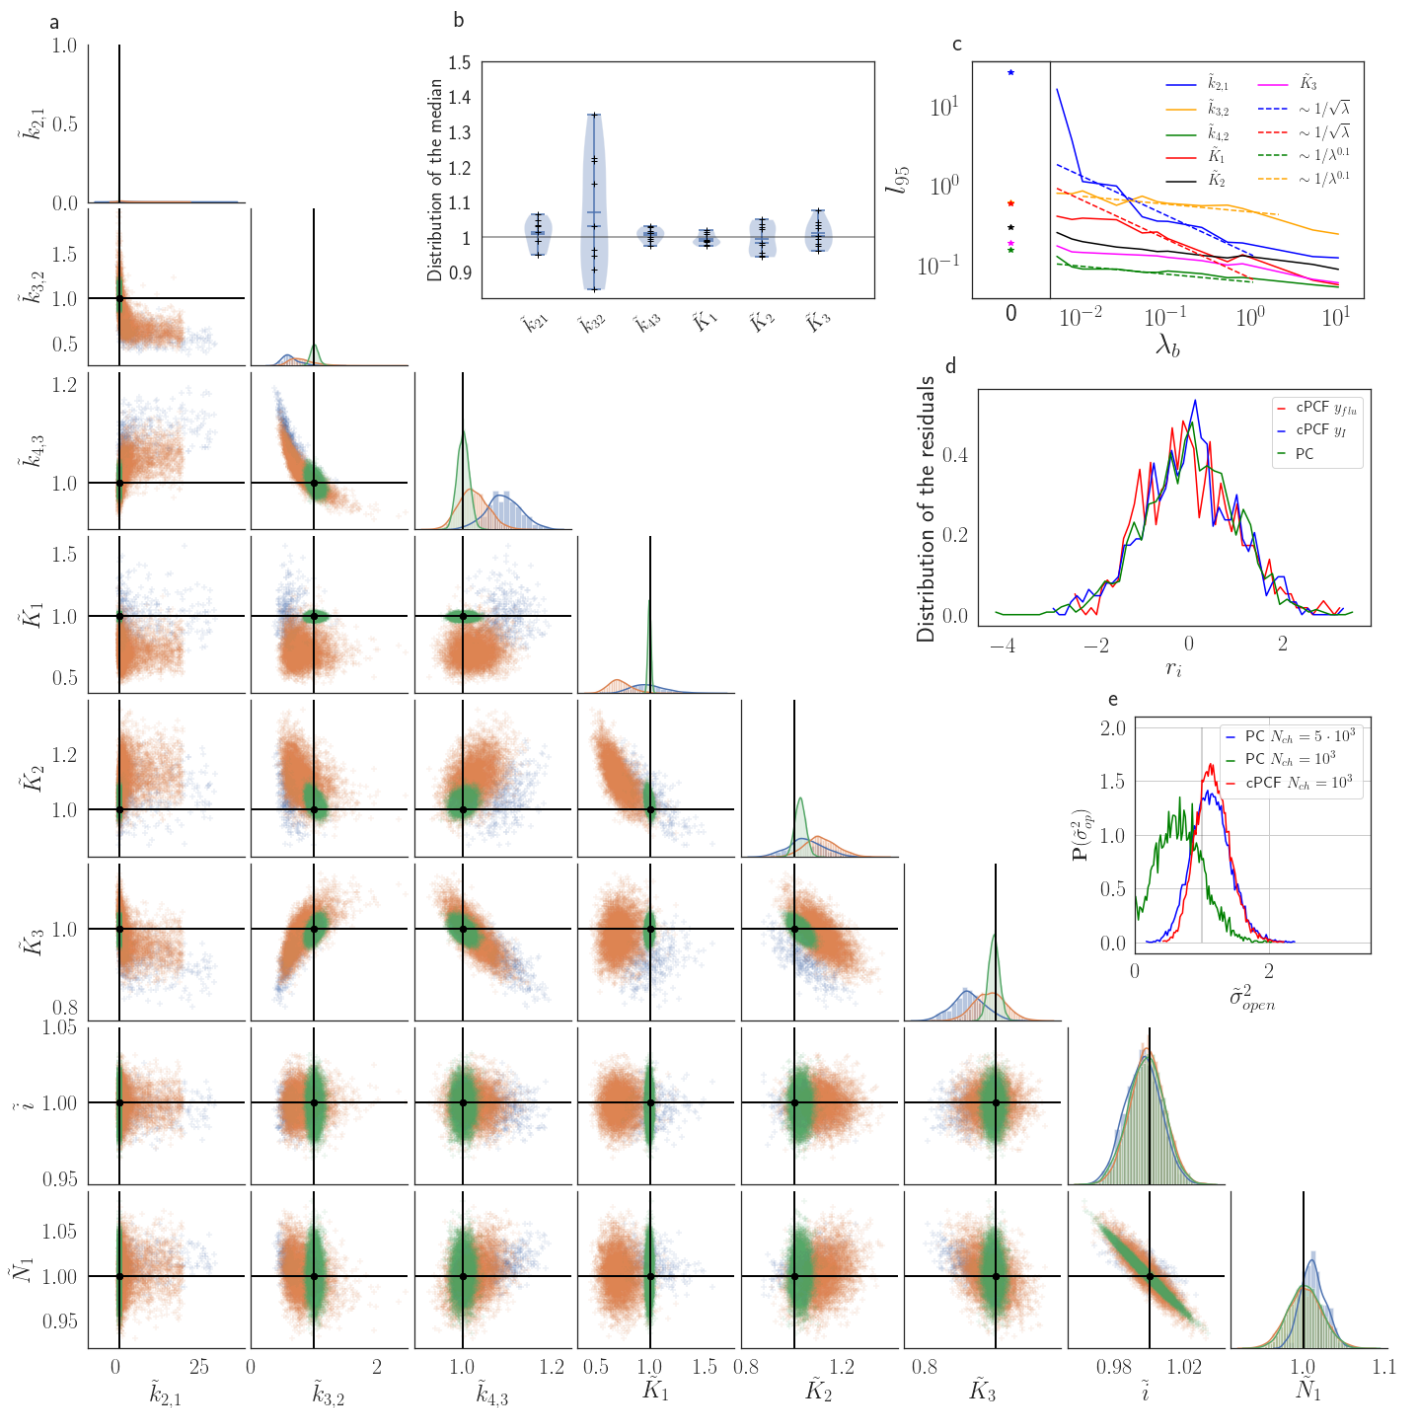 a
1.0
0.5
0.0
k̃2,1
b
Distribution of the median
1.5
1.4
1.3
1.2
1.1
1
0.9
k̃21
k̃32
k̃43
K̃1
K̃2
K̃3
c
l95
10^1
10^0
10^-1
k̃2,1
k̃3,2
k̃4,2
K̃1
K̃2
K̃3
~ 1/√λ
~ 1/√λ
~ 1/λ^0.1
~ 1/λ^0.1
0
10^-2
10^-1
10^0
10^1
λb
k̃3,2
1.5
1.0
0.5
d
Distribution of the residuals
0.4
0.2
0.0
cPCF yflu
cPCF yI
PC
−4
−2
0
2
ri
k̃4,3
1.2
1.0
K̃1
1.5
1.0
0.5
e
P(σ̃²op)
2.0
1.5
1.0
0.5
0.0
PC Nch = 5 · 10^3
PC Nch = 10^3
cPCF Nch = 10^3
0
2
σ̃²open
K̃2
1.2
1.0
K̃3
1.0
0.8
ĩ
1.05
1.00
0.95
Ñ1
1.05
1.00
0.95
0
25
k̃2,1
0
2
k̃3,2
1.0
1.2
k̃4,3
0.5
1.0
1.5
K̃1
0.8
1.2
K̃2
0.8
K̃3
0.98
1.02
ĩ
1.0
1.1
Ñ1